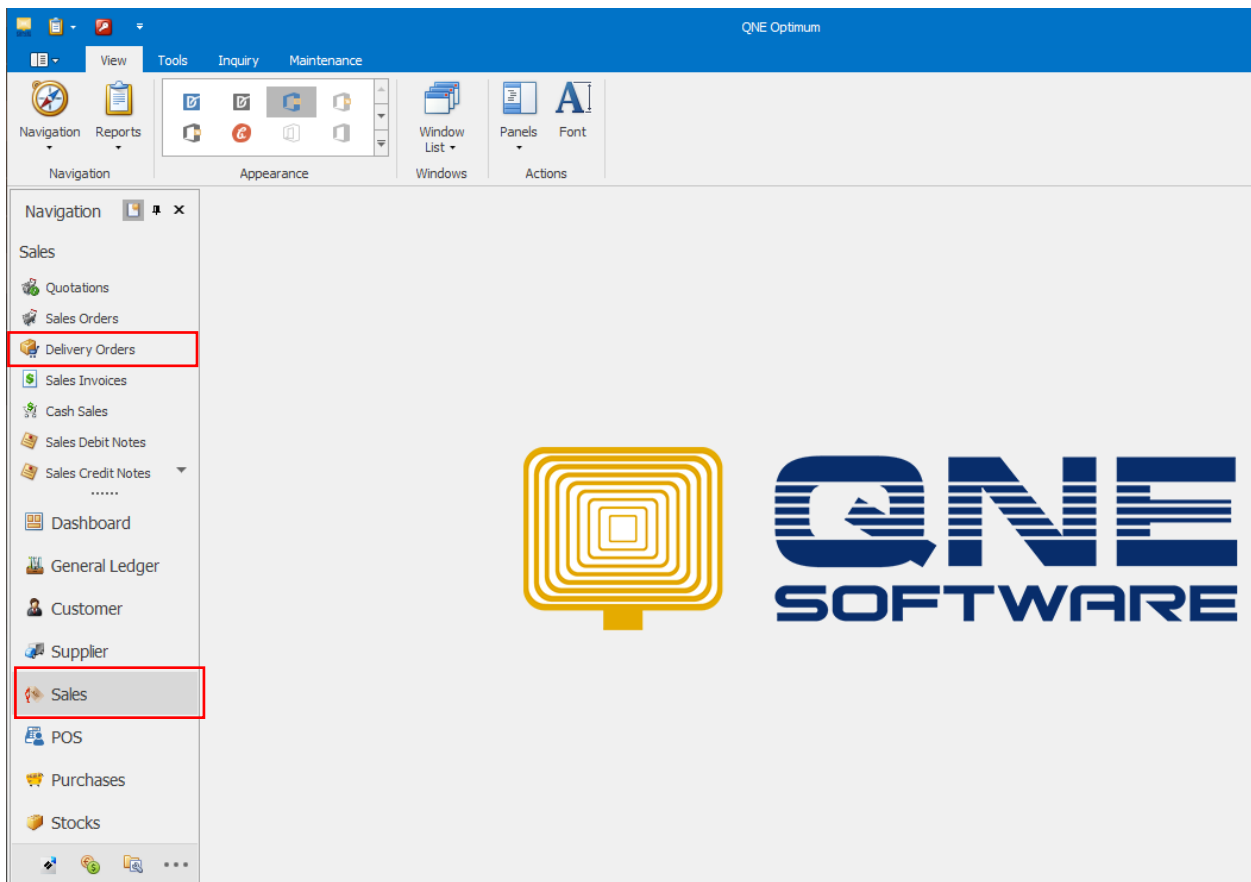 QNE Optimum
View Tools Inquiry Maintenance
Navigation Reports Window List Panels Font
Navigation Appearance Windows Actions
Navigation
Sales
Quotations
Sales Orders
Delivery Orders
Sales Invoices
Cash Sales
Sales Debit Notes
Sales Credit Notes
Dashboard
General Ledger
Customer
Supplier
Sales
POS
Purchases
Stocks
QNE
SOFTWARE